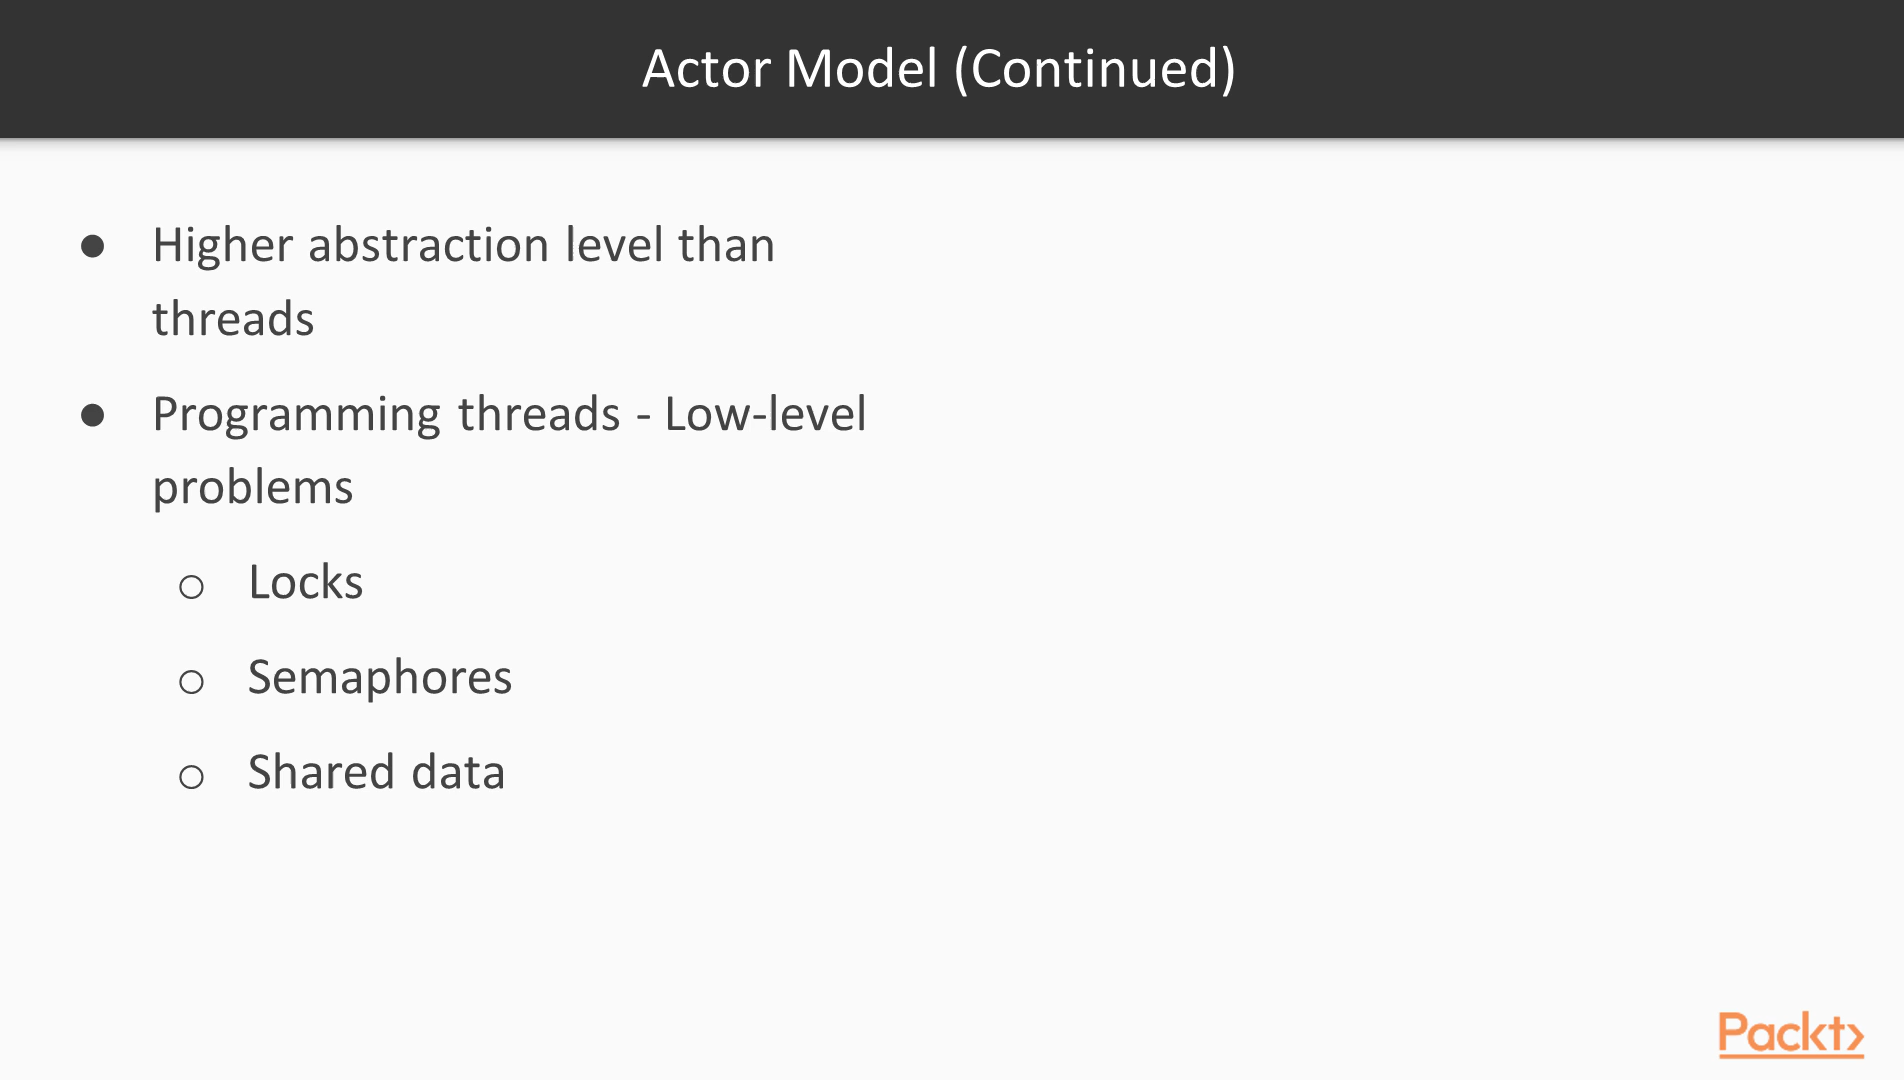 Actor Model (Continued)
● Higher abstraction level than
threads
● Programming threads - Low-level
problems
○ Locks
○ Semaphores
○ Shared data
Packt>